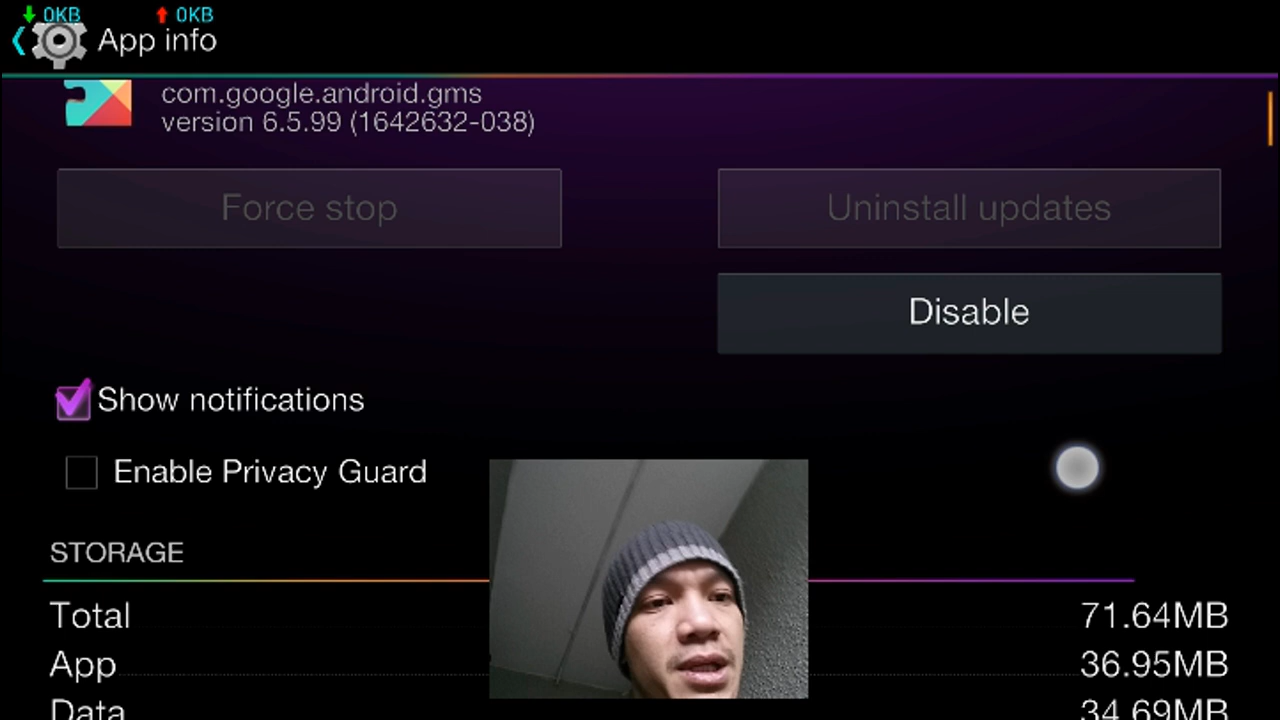 0KB 0KB
App info
com.google.android.gms
version 6.5.99 (1642632-038)
Force stop
Uninstall updates
Disable
Show notifications
Enable Privacy Guard
STORAGE
Total 71.64MB
App 36.95MB
Data 34.69MB